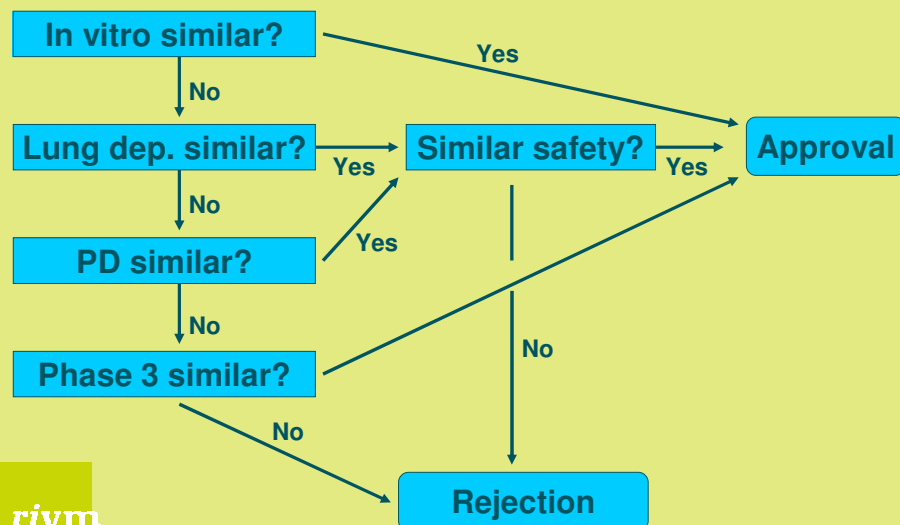 In vitro similar?
Yes
No
Lung dep. similar?
Yes
Similar safety?
Yes
Approval
No
Yes
PD similar?
No
No
Phase 3 similar?
No
Rejection
rivm